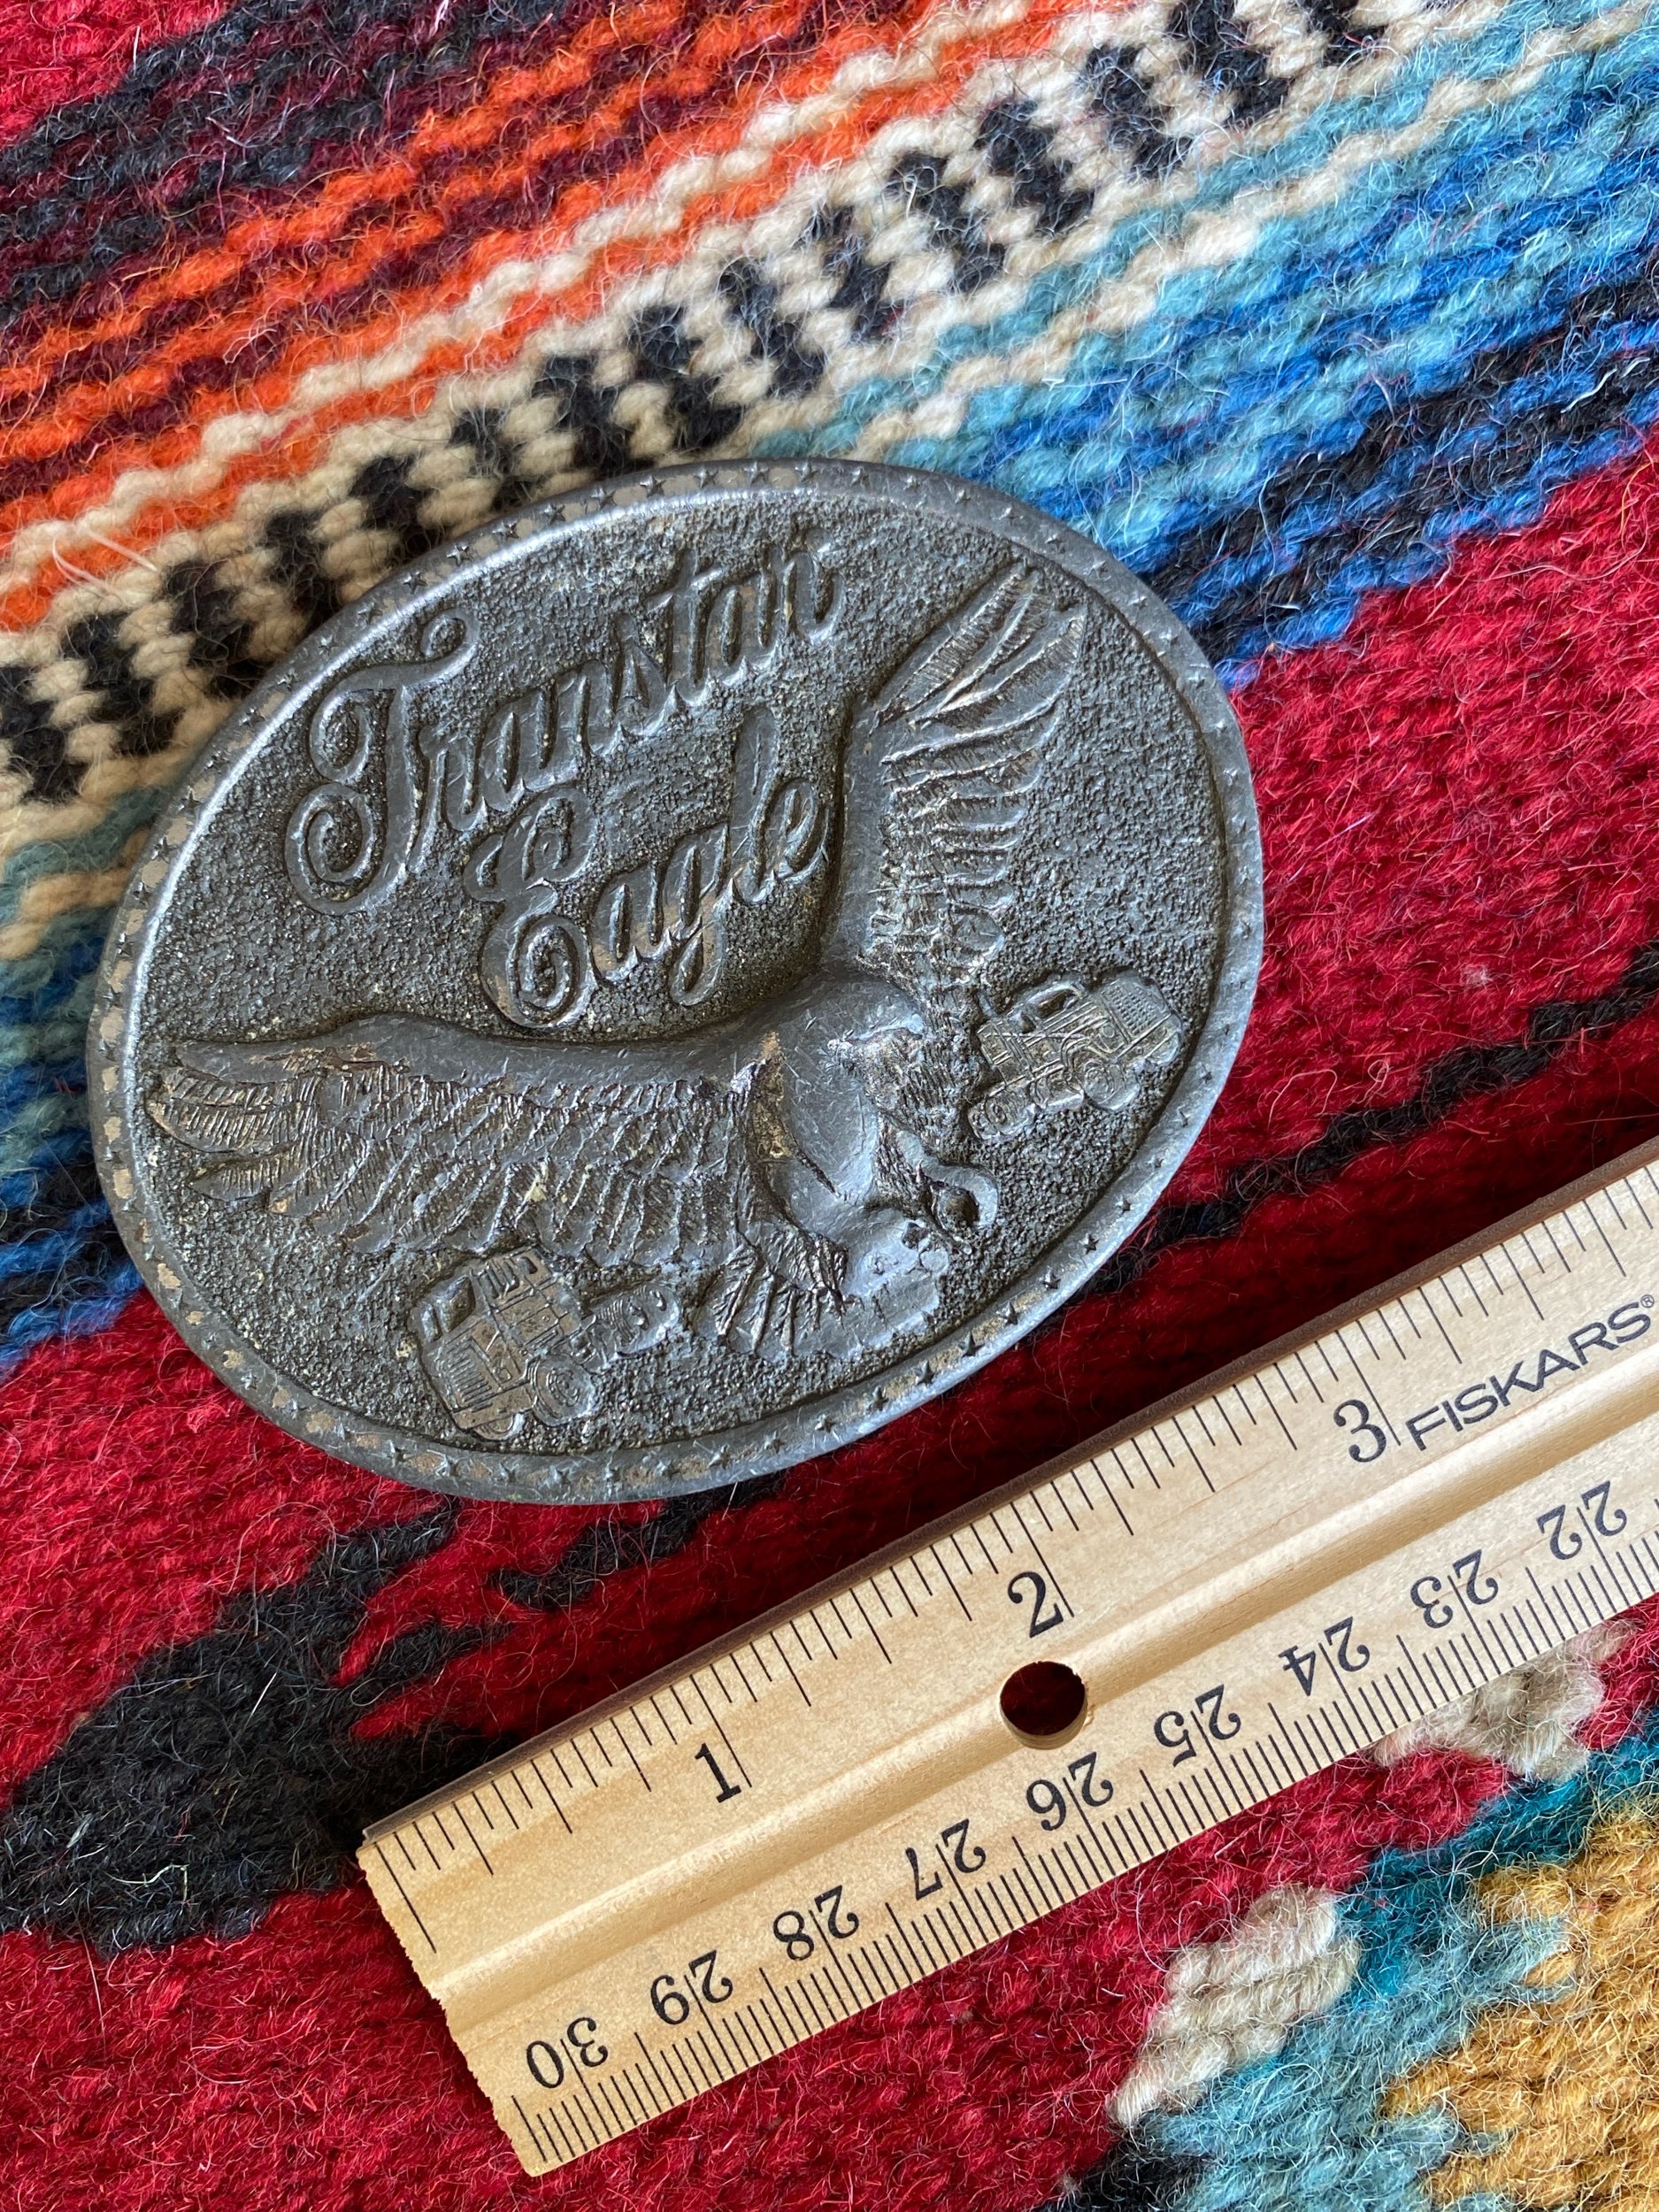 Transtar
Eagle
1 2 3 FISKARS®
30 29 28 27 26 25 24 23 22